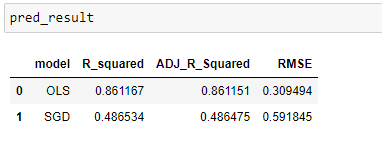 pred_result
model R_squared ADJ_R_Squared RMSE
0 OLS 0.861167 0.861151 0.309494
1 SGD 0.486534 0.486475 0.591845